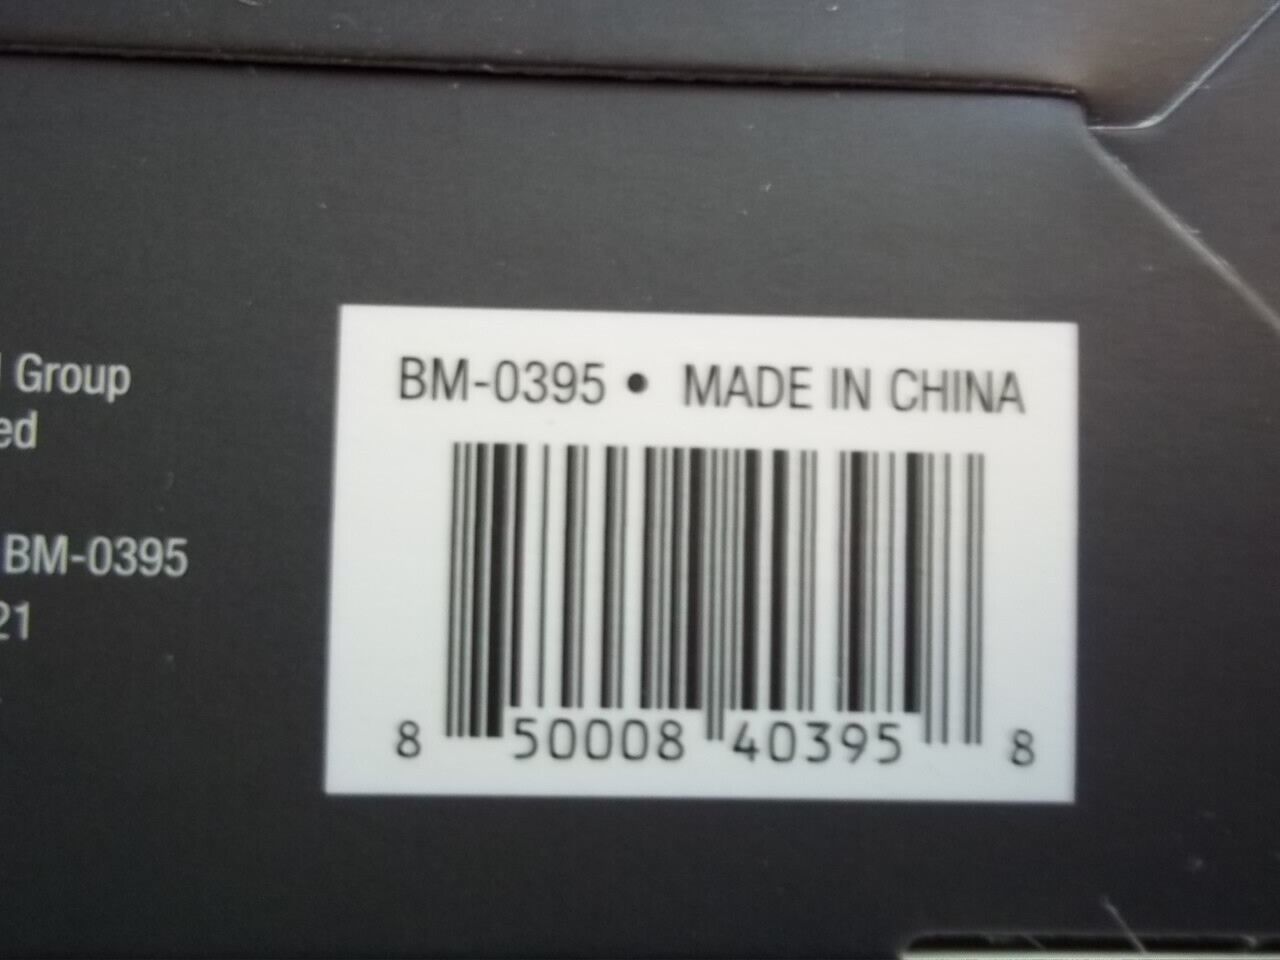 Group
ed
BM-0395
21
BM-0395 • MADE IN CHINA
8 50008 40395 8